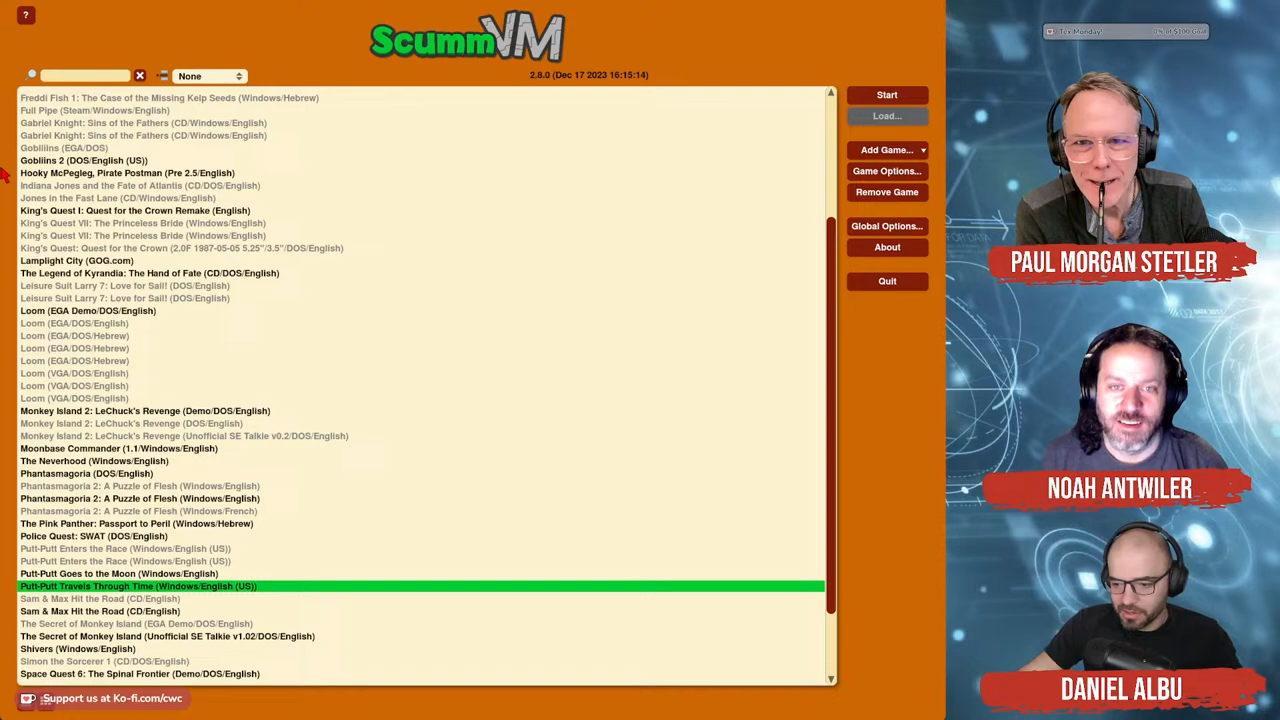 ?
ScummVM
None
2.8.0 (Dec 17 2023 16:15:14)
Freddi Fish 1: The Case of the Missing Kelp Seeds (Windows/Hebrew)
Full Pipe (Steam/Windows/English)
Gabriel Knight: Sins of the Fathers (CD/Windows/English)
Gabriel Knight: Sins of the Fathers (CD/Windows/English)
Gobliiins (EGA/DOS)
Gobliins 2 (DOS/English (US))
Hooky McPegleg, Pirate Postman (Pre 2.5/English)
Indiana Jones and the Fate of Atlantis (CD/DOS/English)
Jones in the Fast Lane (CD/Windows/English)
King's Quest I: Quest for the Crown Remake (English)
King's Quest VII: The Princeless Bride (Windows/English)
King's Quest VII: The Princeless Bride (Windows/English)
King's Quest: Quest for the Crown (2.0F 1987-05-05 5.25"/3.5"/DOS/English)
Lamplight City (GOG.com)
The Legend of Kyrandia: The Hand of Fate (CD/DOS/English)
Leisure Suit Larry 7: Love for Sail! (DOS/English)
Leisure Suit Larry 7: Love for Sail! (DOS/English)
Loom (EGA Demo/DOS/English)
Loom (EGA/DOS/English)
Loom (EGA/DOS/Hebrew)
Loom (EGA/DOS/Hebrew)
Loom (EGA/DOS/Hebrew)
Loom (VGA/DOS/English)
Loom (VGA/DOS/English)
Loom (VGA/DOS/English)
Monkey Island 2: LeChuck's Revenge (Demo/DOS/English)
Monkey Island 2: LeChuck's Revenge (DOS/English)
Monkey Island 2: LeChuck's Revenge (Unofficial SE Talkie v0.2/DOS/English)
Moonbase Commander (1.1/Windows/English)
The Neverhood (Windows/English)
Phantasmagoria (DOS/English)
Phantasmagoria 2: A Puzzle of Flesh (Windows/English)
Phantasmagoria 2: A Puzzle of Flesh (Windows/English)
Phantasmagoria 2: A Puzzle of Flesh (Windows/French)
The Pink Panther: Passport to Peril (Windows/Hebrew)
Police Quest: SWAT (DOS/English)
Putt-Putt Enters the Race (Windows/English (US))
Putt-Putt Enters the Race (Windows/English (US))
Putt-Putt Goes to the Moon (Windows/English)
Putt-Putt Travels Through Time (Windows/English (US))
Sam & Max Hit the Road (CD/English)
Sam & Max Hit the Road (CD/English)
The Secret of Monkey Island (EGA Demo/DOS/English)
The Secret of Monkey Island (Unofficial SE Talkie v1.02/DOS/English)
Shivers (Windows/English)
Simon the Sorcerer 1 (CD/DOS/English)
Space Quest 6: The Spinal Frontier (Demo/DOS/English)
Start
Load...
Add Game...
Game Options...
Remove Game
Global Options...
About
Quit
Support us at Ko-fi.com/cwc
Tex Monday! 0% of $100 Goal
PAUL MORGAN STETLER
NOAH ANTWILER
DANIEL ALBU